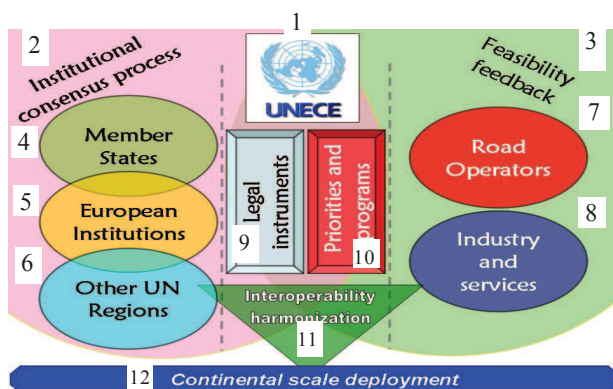 1
2
3
Institutional
consensus process
UNECE
Feasibility
feedback
4
Member
States
7
Road
Operators
5
European
Institutions
Legal
instruments
9
Priorities and
programs
10
8
Industry
and
services
6
Other UN
Regions
Interoperability
harmonization
11
12
Continental scale deployment